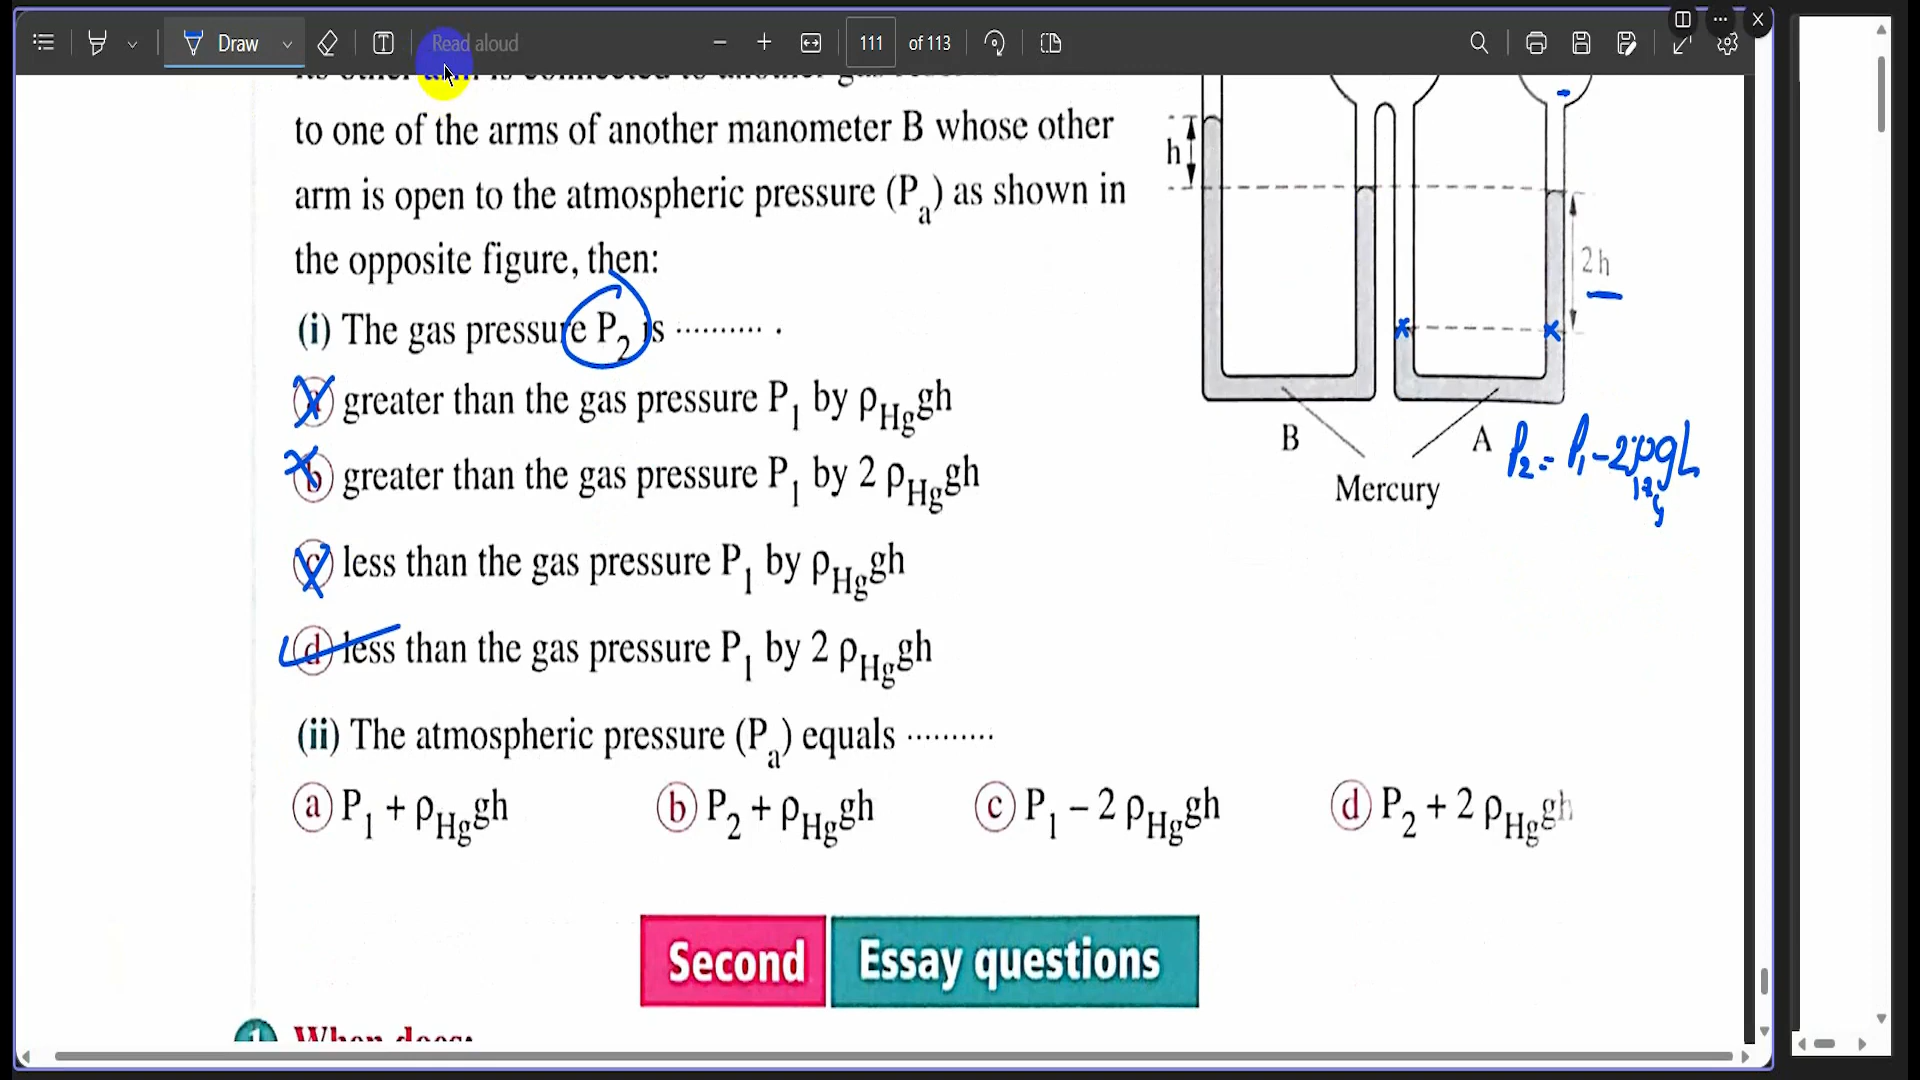 Draw
Read aloud
111 of 113
to one of the arms of another manometer B whose other
arm is open to the atmospheric pressure (Pa) as shown in
the opposite figure, then:
(i) The gas pressure P2 is .......... .
a greater than the gas pressure P1 by ρHggh
b greater than the gas pressure P1 by 2 ρHggh
c less than the gas pressure P1 by ρHggh
d less than the gas pressure P1 by 2 ρHggh
(ii) The atmospheric pressure (Pa) equals ..........
a P1 + ρHggh b P2 + ρHggh c P1 − 2 ρHggh d P2 + 2 ρHggh
h
2h
B
A
Mercury
P2 = P1 - 2ρgh
Second Essay questions
1 When does: